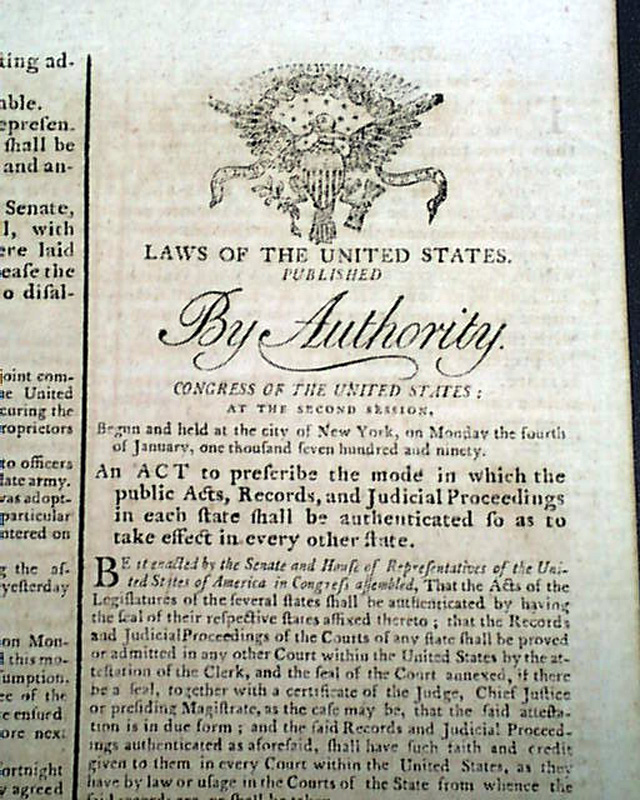 ting ad-
able.
epresen.
ſhall be
and an-
Senate,
l, with
ere laid
eaſe the
o diſal-
joint com-
he United
curing the
roprietors
to officers
late army.
was adopt-
particular
ntered on
g the af-
yeſterday
on Mon-
this mo-
ſumption.
ee of the
e enſued
ore next
fortnight
y agreed
LAWS OF THE UNITED STATES.
PUBLISHED
By Authority.
CONGRESS OF THE UNITED STATES:
AT THE SECOND SESSION,
Begun and held at the city of New York, on Monday the fourth
of January, one thouſand ſeven hundred and ninety.
An ACT to preſcribe the mode in which the
public Acts, Records, and Judicial Proceedings
in each ſtate ſhall be authenticated ſo as to
take effect in every other ſtate.
BE it enacted by the Senate and Houſe of Repreſentatives of the Uni-
ted States of America in Congreſs aſſembled, That the Acts of the
Legiſlatures of the ſeveral ſtates ſhall be authenticated by having
the ſeal of their reſpective ſtates affixed thereto; that the Records
and Judicial Proceedings of the Courts of any ſtate ſhall be proved
or admitted in any other Court within the United States by the at-
teſtation of the Clerk, and the ſeal of the Court annexed, if there
be a ſeal, together with a certificate of the Judge, Chief Juſtice
or preſiding Magiſtrate, as the caſe may be, that the ſaid atteſta-
tion is in due form; and the ſaid Records and Judicial Proceed-
ings authenticated as aforeſaid, ſhall have ſuch faith and credit
given to them in every Court within the United States, as they
have by law or uſage in the Courts of the State from whence the
ſaid records are, or ſhall be taken.